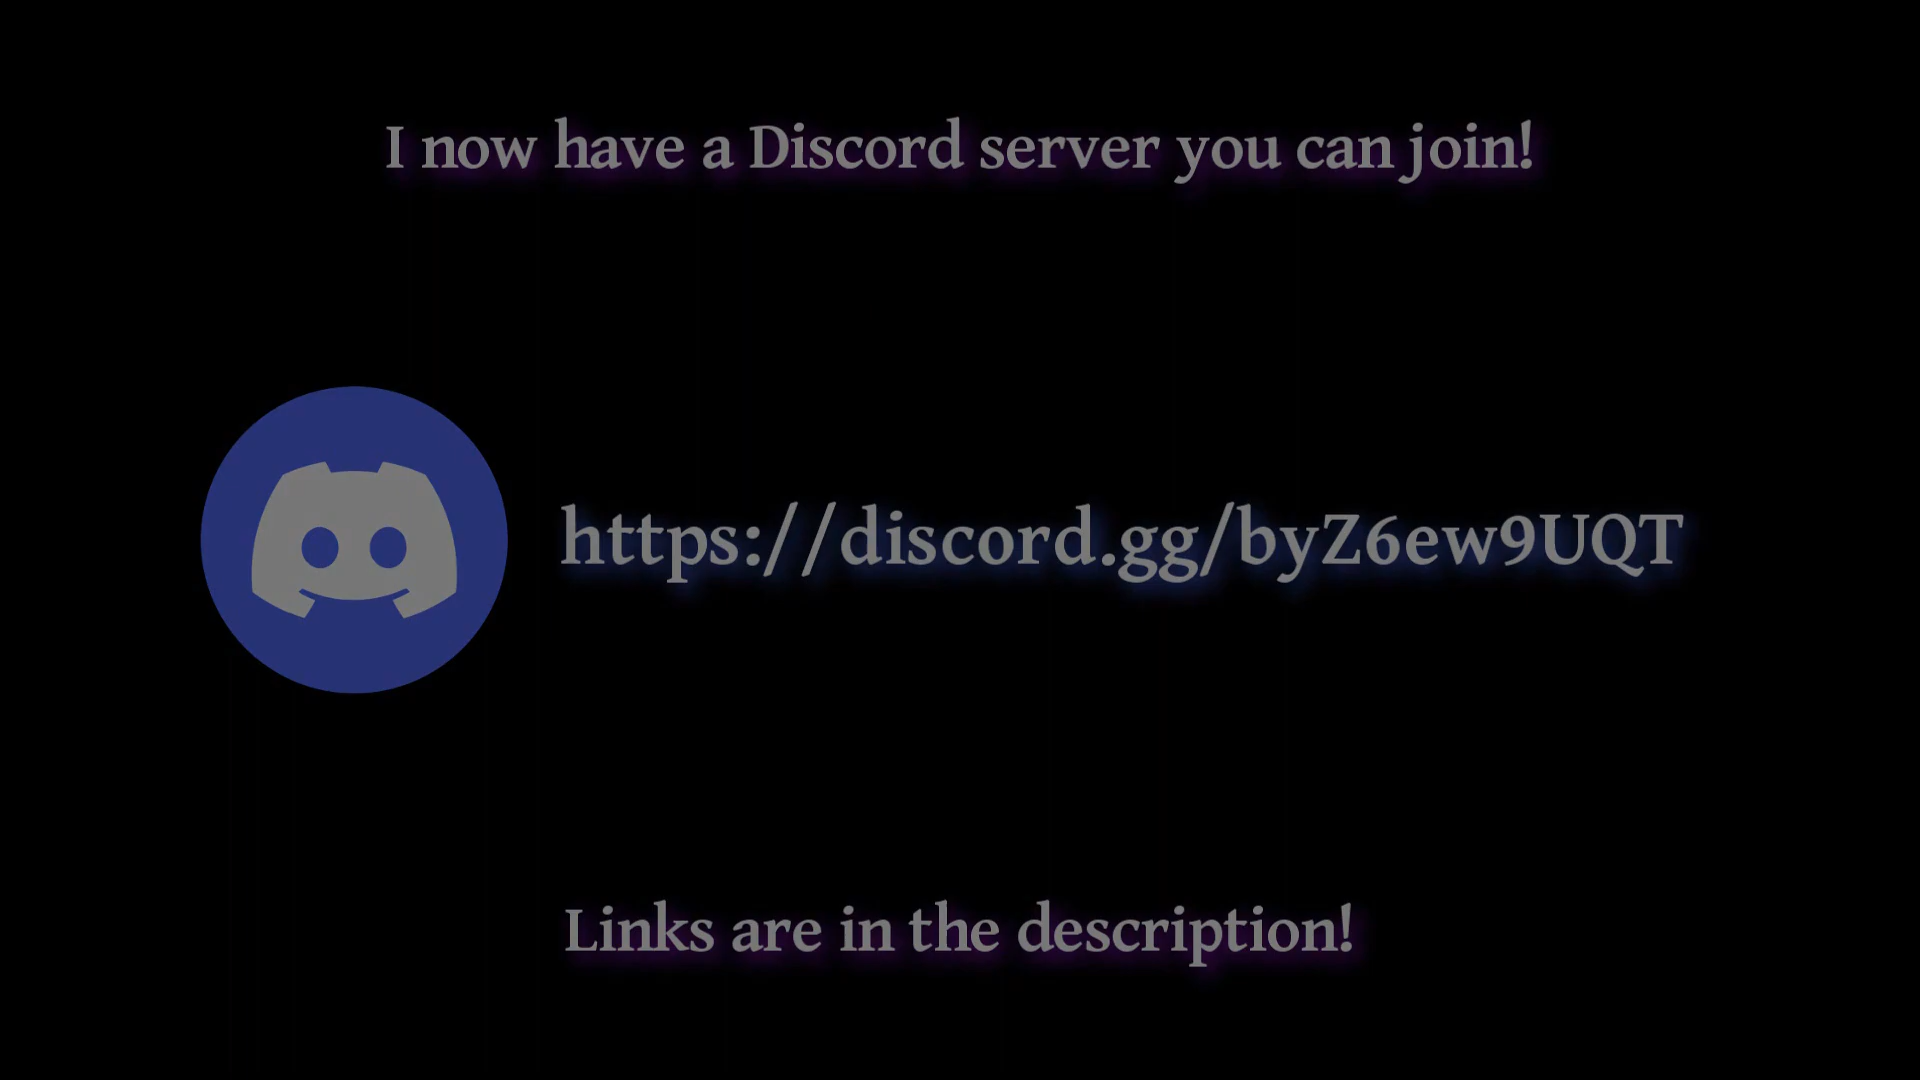 I now have a Discord server you can join!
https://discord.gg/byZ6ew9UQT
Links are in the description!